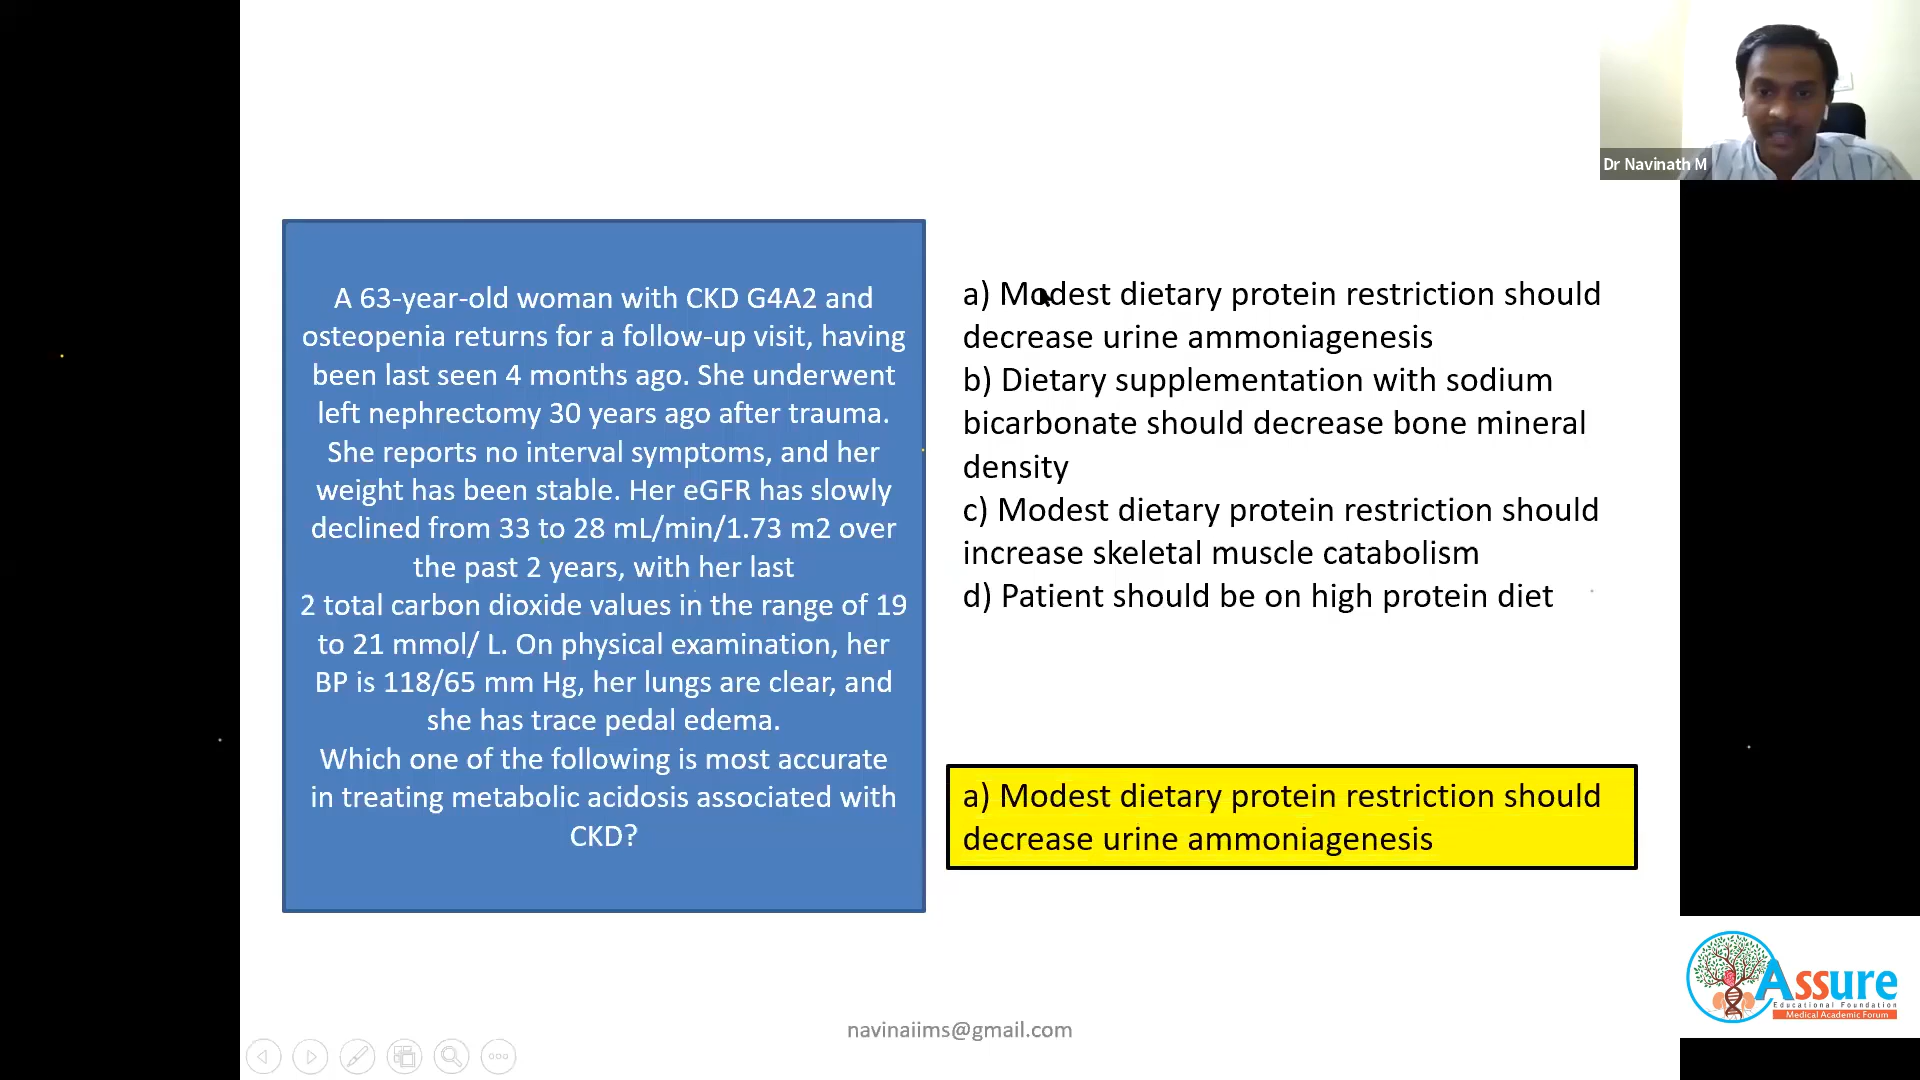 Dr Navinath M
A 63-year-old woman with CKD G4A2 and
osteopenia returns for a follow-up visit, having
been last seen 4 months ago. She underwent
left nephrectomy 30 years ago after trauma.
She reports no interval symptoms, and her
weight has been stable. Her eGFR has slowly
declined from 33 to 28 mL/min/1.73 m2 over
the past 2 years, with her last
2 total carbon dioxide values in the range of 19
to 21 mmol/ L. On physical examination, her
BP is 118/65 mm Hg, her lungs are clear, and
she has trace pedal edema.
Which one of the following is most accurate
in treating metabolic acidosis associated with
CKD?
a) Modest dietary protein restriction should
decrease urine ammoniagenesis
b) Dietary supplementation with sodium
bicarbonate should decrease bone mineral
density
c) Modest dietary protein restriction should
increase skeletal muscle catabolism
d) Patient should be on high protein diet
a) Modest dietary protein restriction should
decrease urine ammoniagenesis
Assure
Educational Foundation
Medical Academic Forum
navinaiims@gmail.com